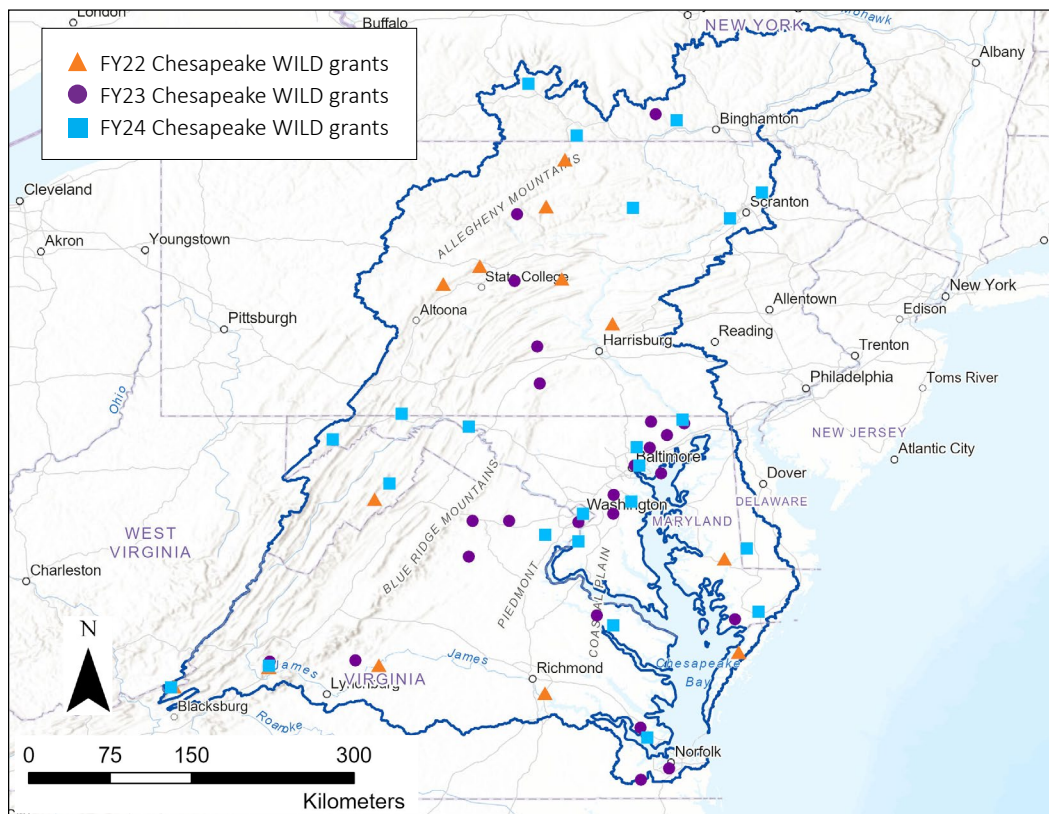 London
Buffalo
NEW YORK
Mohawk
Albany
FY22 Chesapeake WILD grants
FY23 Chesapeake WILD grants
FY24 Chesapeake WILD grants
Binghamton
Cleveland
ALLEGHENY MOUNTAINS
Scranton
Akron
Youngstown
State College
New York
Allentown
Edison
Altoona
Pittsburgh
Harrisburg
Reading
Trenton
Ohio
Philadelphia
Toms River
NEW JERSEY
Baltimore
Atlantic City
Dover
DELAWARE
Washington
MARYLAND
WEST
VIRGINIA
BLUE RIDGE MOUNTAINS
Charleston
PIEDMONT
COASTAL PLAIN
N
James
James
Richmond
Chesapeake
Bay
VIRGINIA
Lynchburg
Blacksburg
Roanoke
Norfolk
0 75 150 300
Kilometers